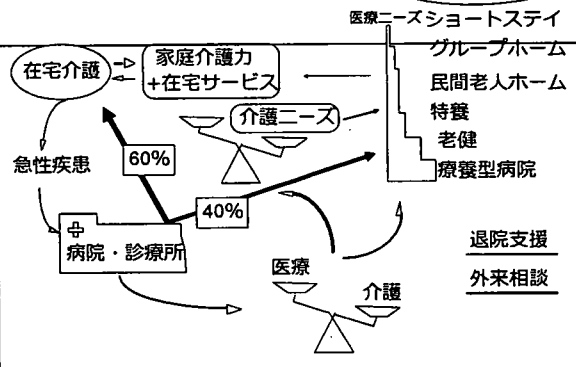 医療ニーズ
ショートステイ
グループホーム
民間老人ホーム
特養
老健
療養型病院
在宅介護
家庭介護力
+在宅サービス
介護ニーズ
急性疾患
60%
40%
病院・診療所
医療
介護
退院支援
外来相談